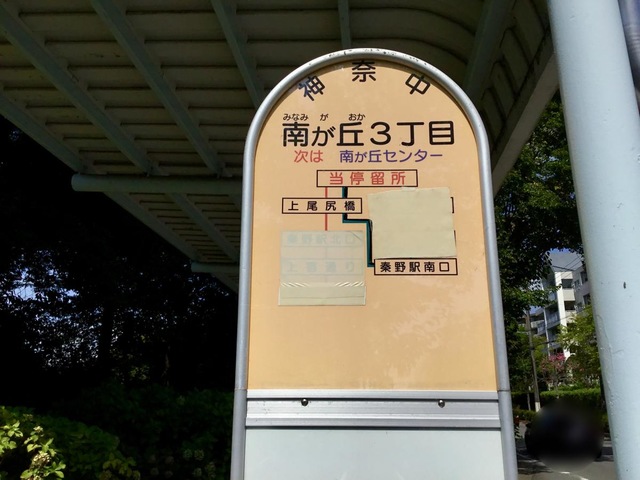 神奈中
みなみ が おか
南が丘3丁目
次は 南が丘センター
当停留所
上尾尻橋
秦野駅南口